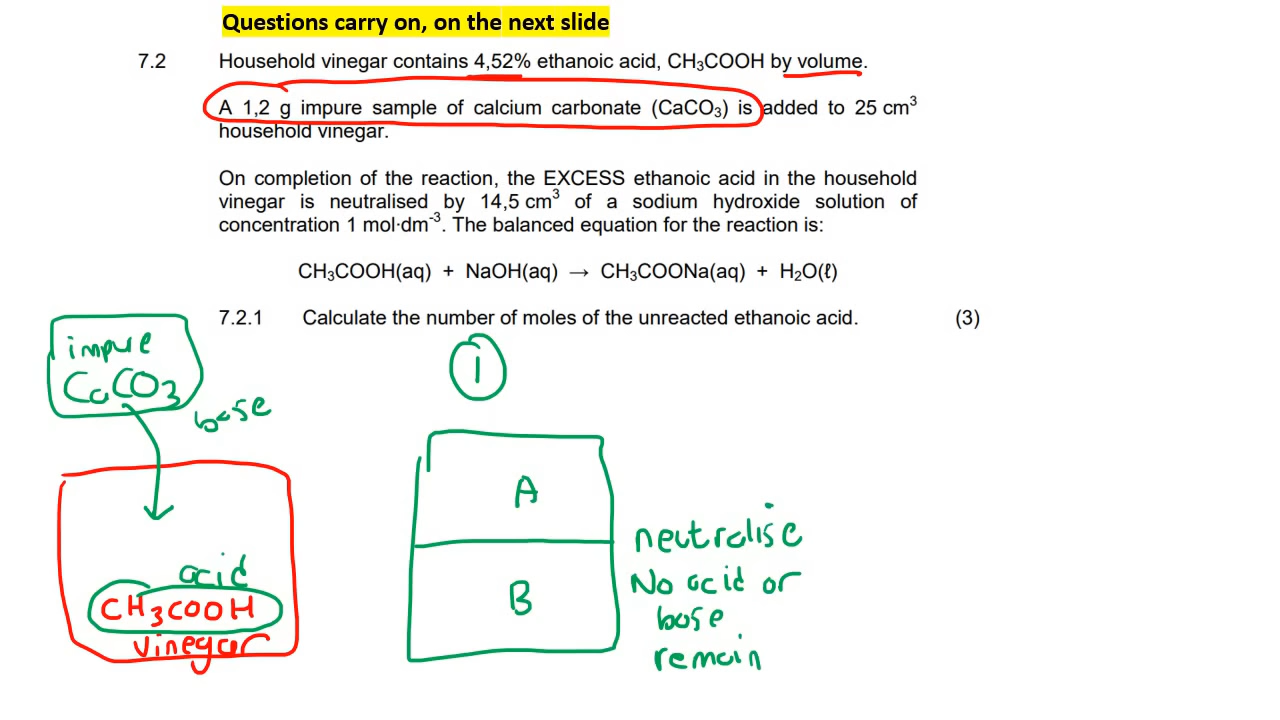 Questions carry on, on the next slide
7.2 Household vinegar contains 4,52% ethanoic acid, CH₃COOH by volume.
A 1,2 g impure sample of calcium carbonate (CaCO₃) is added to 25 cm³
household vinegar.
On completion of the reaction, the EXCESS ethanoic acid in the household
vinegar is neutralised by 14,5 cm³ of a sodium hydroxide solution of
concentration 1 mol·dm⁻³. The balanced equation for the reaction is:
CH₃COOH(aq) + NaOH(aq) → CH₃COONa(aq) + H₂O(ℓ)
7.2.1 Calculate the number of moles of the unreacted ethanoic acid. (3)
impure
CaCO₃
base
acid
CH₃COOH
vinegar
1
A
B
neutralise
No acid or
base
remain